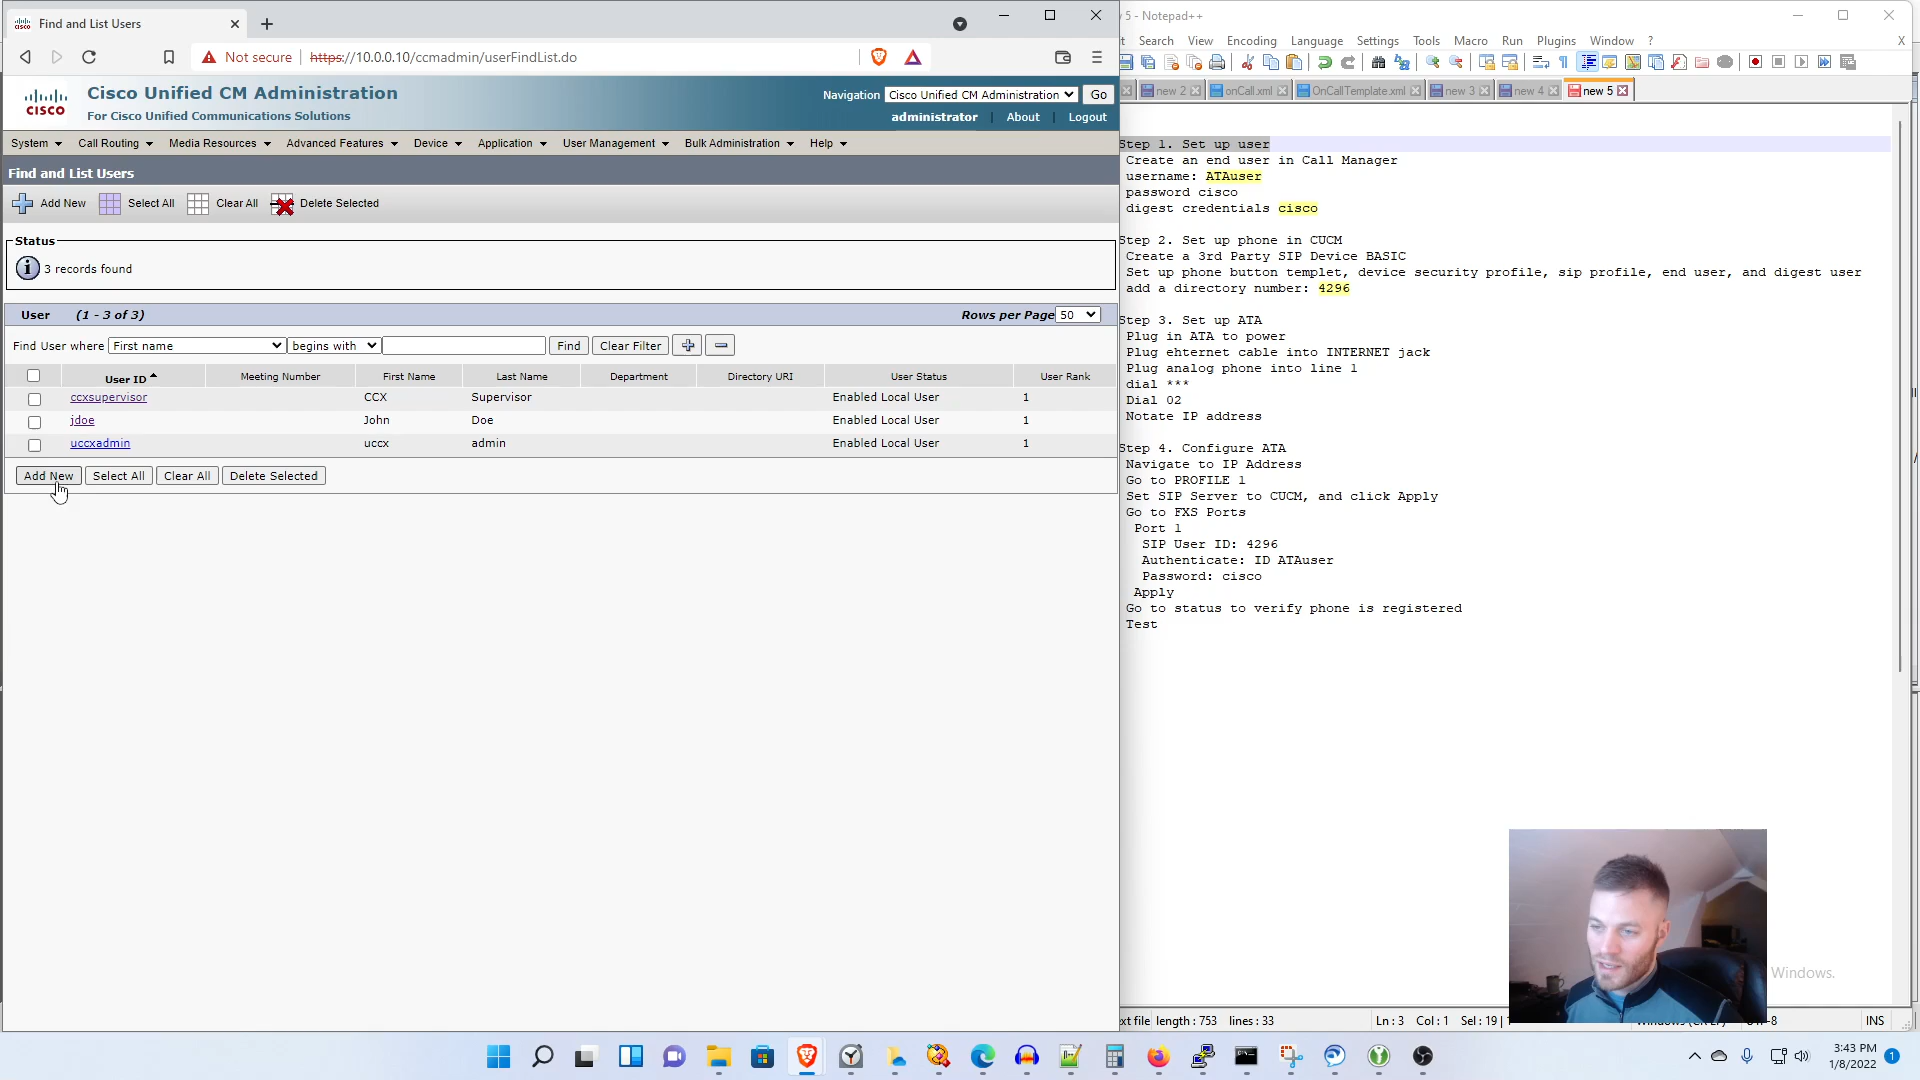 Find and List Users
5 - Notepad++
Search View Encoding Language Settings Tools Macro Run Plugins Window ? X
Not secure https://10.0.0.10/ccmadmin/userFindList.do
new 2 onCall.xml OnCallTemplate.xml new 3 new 4 new 5
CISCO
Cisco Unified CM Administration
For Cisco Unified Communications Solutions
Navigation Cisco Unified CM Administration Go
administrator | About | Logout
System Call Routing Media Resources Advanced Features Device Application User Management Bulk Administration Help
Find and List Users
Add New Select All Clear All Delete Selected
Status
3 records found
User (1 - 3 of 3) Rows per Page 50
Find User where First name begins with Find Clear Filter
User ID Meeting Number First Name Last Name Department Directory URI User Status User Rank
ccxsupervisor CCX Supervisor Enabled Local User 1
jdoe John Doe Enabled Local User 1
uccxadmin uccx admin Enabled Local User 1
Add New Select All Clear All Delete Selected
Step 1. Set up user
Create an end user in Call Manager
username: ATAuser
password cisco
digest credentials cisco
Step 2. Set up phone in CUCM
Create a 3rd Party SIP Device BASIC
Set up phone button templet, device security profile, sip profile, end user, and digest user
add a directory number: 4296
Step 3. Set up ATA
Plug in ATA to power
Plug ehternet cable into INTERNET jack
Plug analog phone into line 1
dial ***
Dial 02
Notate IP address
Step 4. Configure ATA
Navigate to IP Address
Go to PROFILE 1
Set SIP Server to CUCM, and click Apply
Go to FXS Ports
Port 1
SIP User ID: 4296
Authenticate: ID ATAuser
Password: cisco
Apply
Go to status to verify phone is registered
Test
Windows.
xt file length : 753 lines : 33 Ln : 3 Col : 1 Sel : 19 | INS
3:43 PM
1/8/2022 1